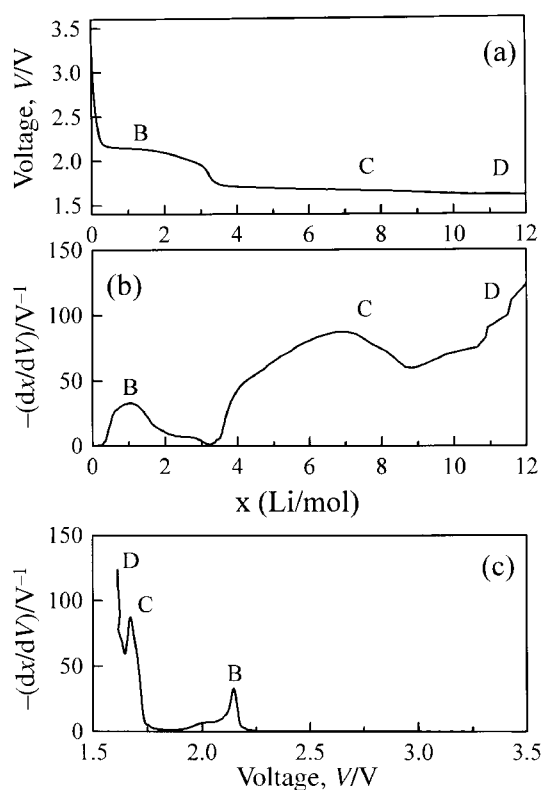 (a)
Voltage, V/V
3.5
3.0
2.5
2.0
1.5
B
C
D
0 2 4 6 8 10 12
(b)
−(dx/dV)/V⁻¹
150
100
50
0
B
C
D
0 2 4 6 8 10 12
x (Li/mol)
(c)
−(dx/dV)/V⁻¹
150
100
50
0
D
C
B
1.5 2.0 2.5 3.0 3.5
Voltage, V/V